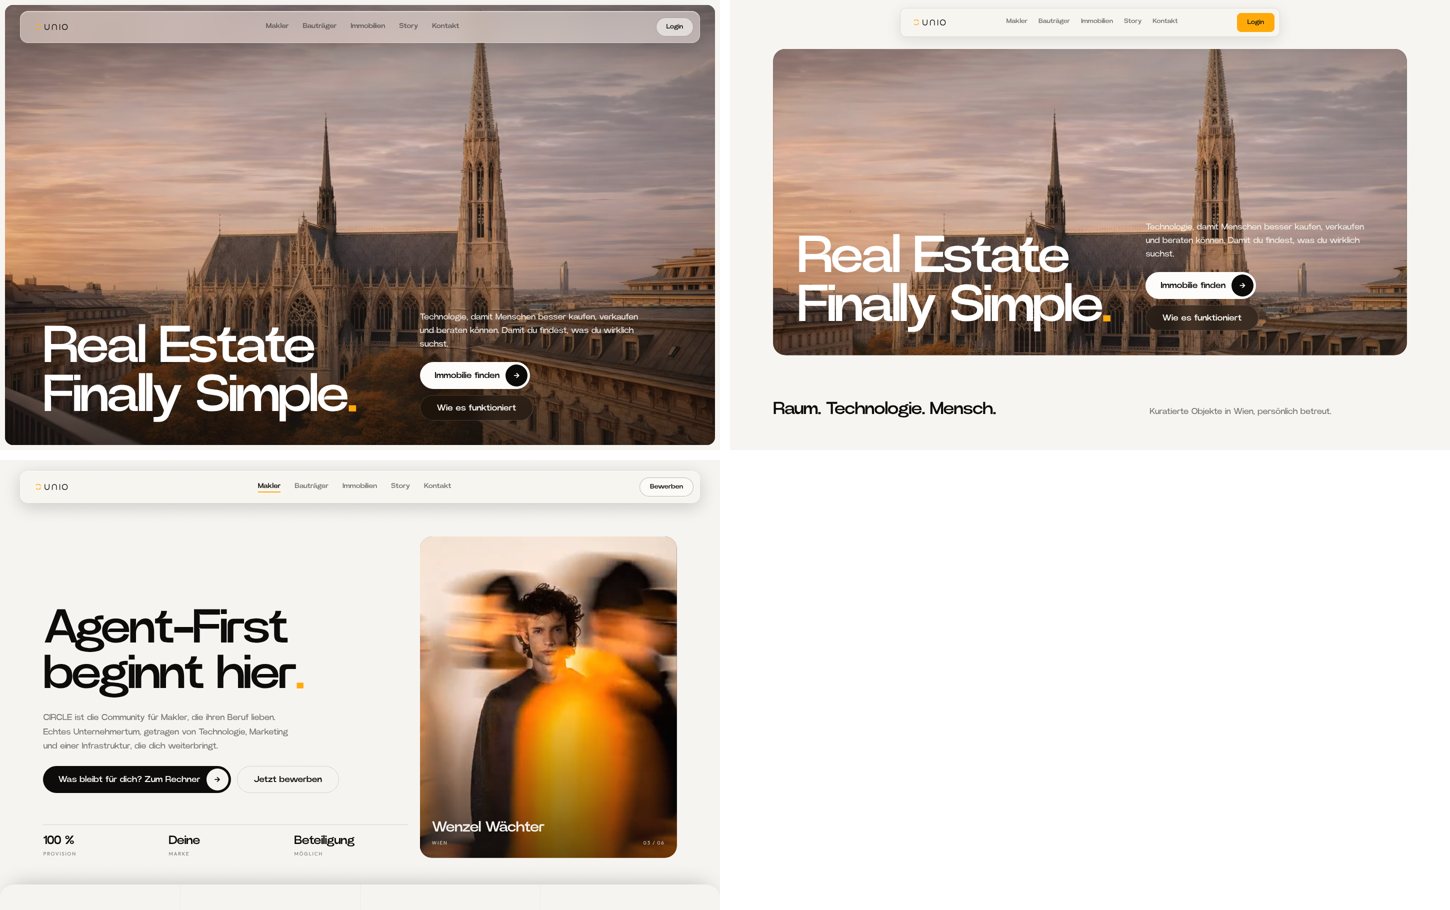 UNIO
Makler Bauträger Immobilien Story Kontakt
Login
Real Estate
Finally Simple.
Technologie, damit Menschen besser kaufen, verkaufen
und beraten können. Damit du findest, was du wirklich
suchst.
Immobilie finden
Wie es funktioniert
UNIO
Makler Bauträger Immobilien Story Kontakt
Login
Real Estate
Finally Simple.
Technologie, damit Menschen besser kaufen, verkaufen
und beraten können. Damit du findest, was du wirklich
suchst.
Immobilie finden
Wie es funktioniert
Raum. Technologie. Mensch.
Kuratierte Objekte in Wien, persönlich betreut.
UNIO
Makler Bauträger Immobilien Story Kontakt
Bewerben
Agent-First
beginnt hier.
CIRCLE ist die Community für Makler, die ihren Beruf lieben.
Echtes Unternehmertum, getragen von Technologie, Marketing
und einer Infrastruktur, die dich weiterbringt.
Was bleibt für dich? Zum Rechner
Jetzt bewerben
100 %
PROVISION
Deine
MARKE
Beteiligung
MÖGLICH
Wenzel Wächter
WIEN
03 / 06